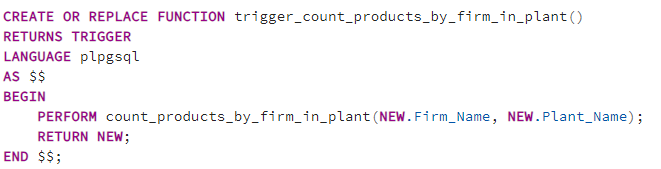 CREATE OR REPLACE FUNCTION trigger_count_products_by_firm_in_plant()
RETURNS TRIGGER
LANGUAGE plpgsql
AS $$
BEGIN
    PERFORM count_products_by_firm_in_plant(NEW.Firm_Name, NEW.Plant_Name);
    RETURN NEW;
END $$;